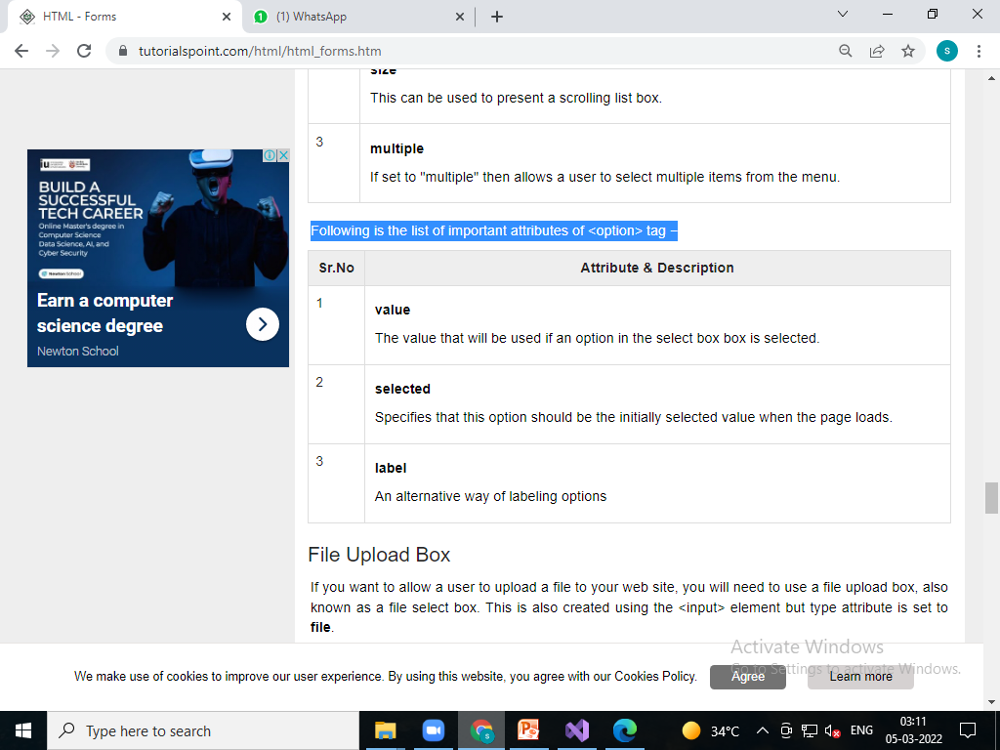 HTML - Forms
1
(1) WhatsApp
tutorialspoint.com/html/html_forms.htm
s
size
This can be used to present a scrolling list box.
3
multiple
If set to "multiple" then allows a user to select multiple items from the menu.
iu
BUILD A
SUCCESSFUL
TECH CAREER
Online Master's degree in
Computer Science
Data Science, AI, and
Cyber Security
Newton School
Earn a computer
science degree
Newton School
Following is the list of important attributes of <option> tag −
Sr.No Attribute & Description
1
value
The value that will be used if an option in the select box box is selected.
2
selected
Specifies that this option should be the initially selected value when the page loads.
3
label
An alternative way of labeling options
File Upload Box
If you want to allow a user to upload a file to your web site, you will need to use a file upload box, also
known as a file select box. This is also created using the <input> element but type attribute is set to
file.
Activate Windows
Go to Settings to activate Windows.
We make use of cookies to improve our user experience. By using this website, you agree with our Cookies Policy.
Agree
Learn more
Type here to search
34°C
ENG
03:11
05-03-2022